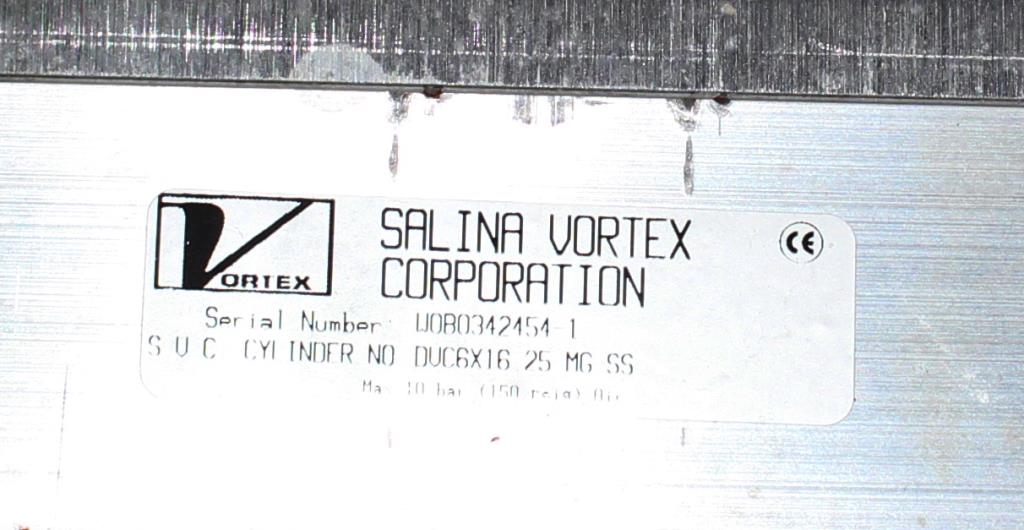 VORTEX
SALINA VORTEX
CORPORATION
CE
Serial Number: WOB0342454-1
S V C CYLINDER NO DVC6X16.25 MG SS
Max 10 bar (150 psig) Air